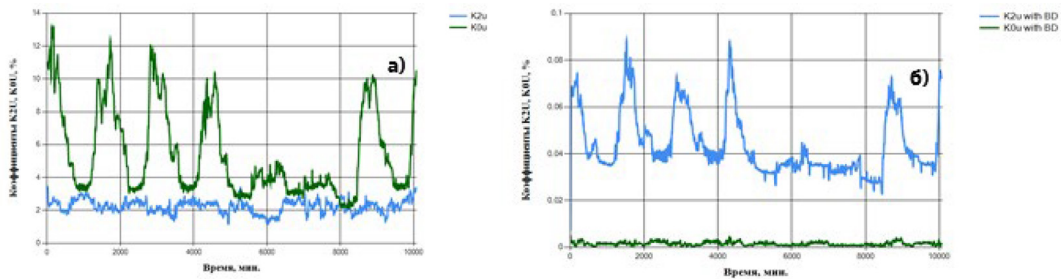 14
12
10
8
6
4
2
0
Коэффициенты K2U, K0U, %
0
2000
4000
6000
8000
10000
Время, мин.
K2u
K0u
а)
0.1
0.08
0.06
0.04
0.02
0
Коэффициенты K2U, K0U, %
0
2000
4000
6000
8000
10000
Время, мин.
K2u with BD
K0u with BD
б)